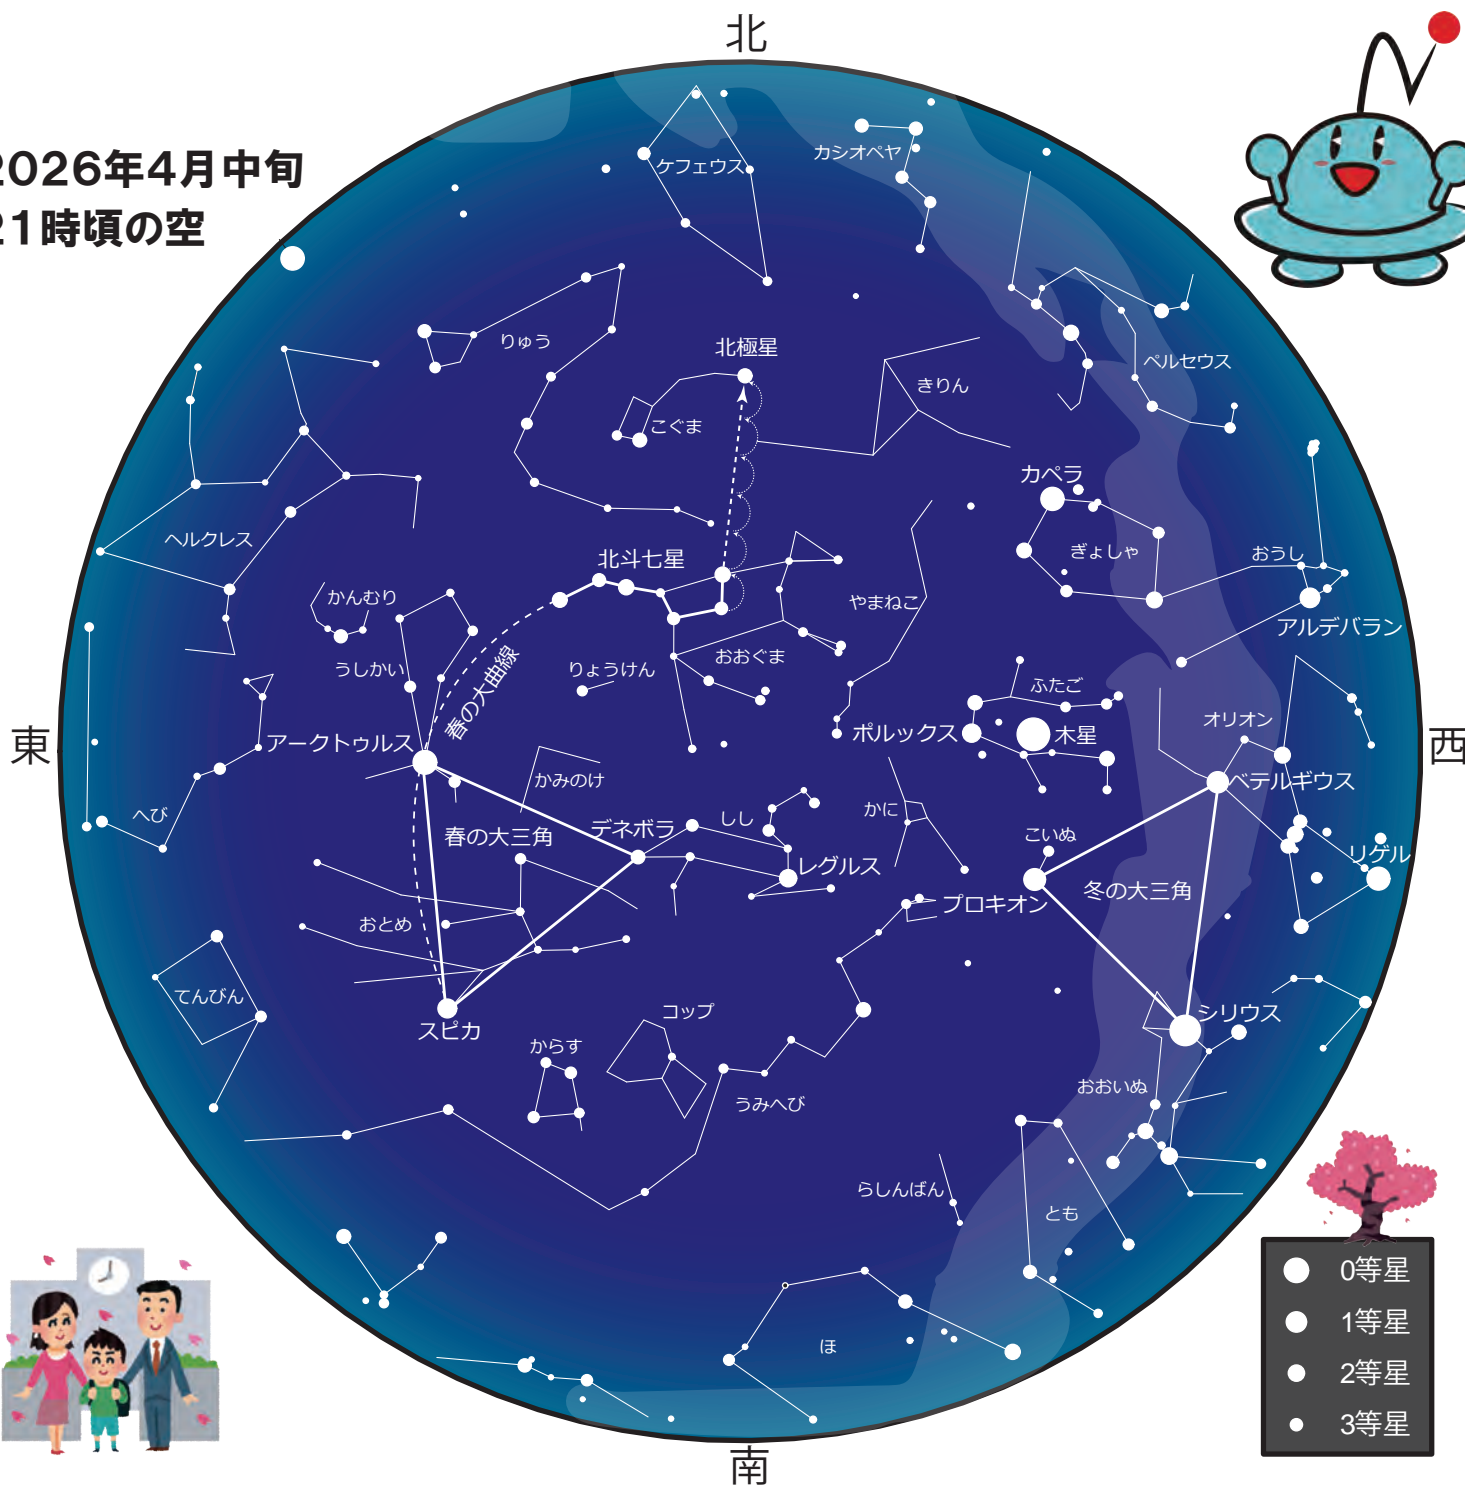 北
2026年4月中旬
21時頃の空
カシオペヤ
ケフェウス
りゅう
北極星
ペルセウス
きりん
こぐま
カペラ
ヘルクレス
ぎょしゃ
おうし
北斗七星
かんむり
やまねこ
アルデバラン
うしかい
りょうけん
おおぐま
春の大曲線
ふたご
オリオン
東
アークトゥルス
ポルックス
木星
西
かみのけ
ベテルギウス
へび
春の大三角
デネボラ
しし
かに
こいぬ
リゲル
レグルス
冬の大三角
プロキオン
おとめ
てんびん
スピカ
コップ
シリウス
からす
おおいぬ
うみへび
らしんばん
とも
ほ
0等星
1等星
2等星
3等星
南